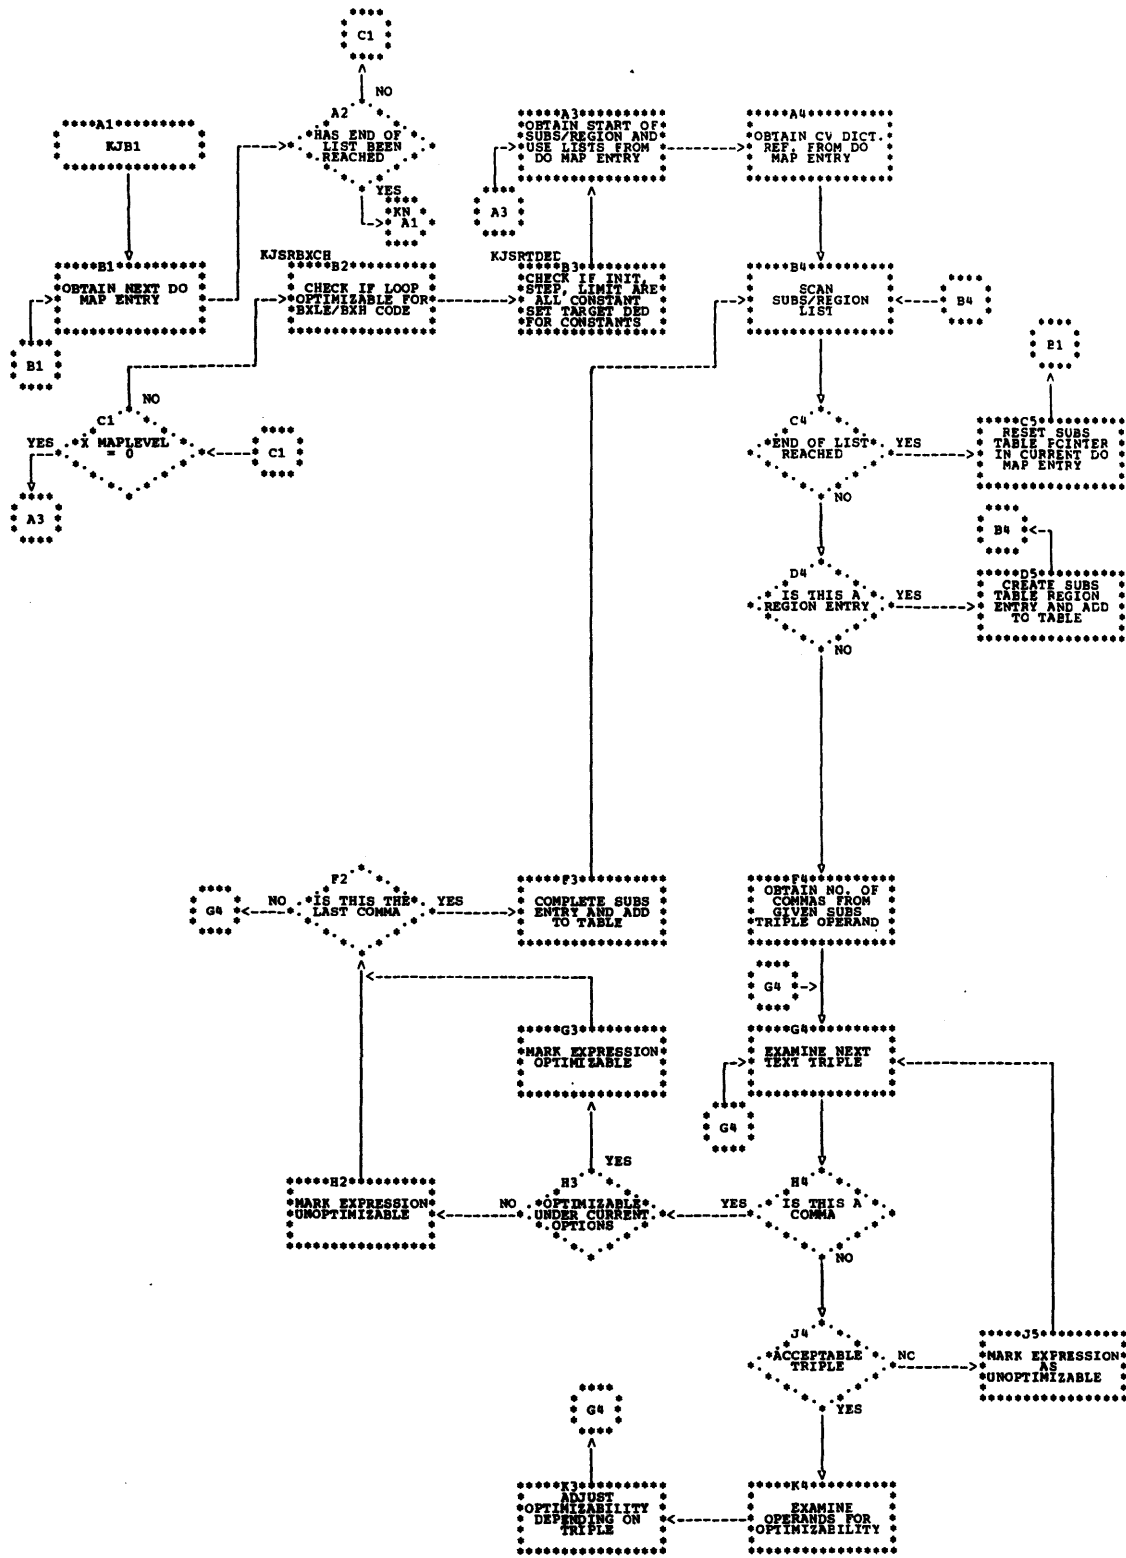 C1
NO
A2
HAS END OF
LIST BEEN
REACHED
YES
KN
A1
A1
KJB1
A3
OBTAIN START OF
SUBS/REGION AND
USE LISTS FROM
DO MAP ENTRY
A3
A4
OBTAIN CV DICT.
REF. FROM DO
MAP ENTRY
B1
OBTAIN NEXT DO
MAP ENTRY
B1
KJSRBXCH
B2
CHECK IF LOOP
OPTIMIZABLE FOR
BXLE/BXH CODE
KJSRTDED
B3
CHECK IF INIT,
STEP, LIMIT ARE
ALL CONSTANT
SET TARGET DED
FOR CONSTANTS
B4
SCAN
SUBS/REGION
LIST
B4
B1
NO
C1
X MAPLEVEL
= 0
YES
C1
A3
C4
END OF LIST
REACHED
YES
NO
C5
RESET SUBS
TABLE POINTER
IN CURRENT DO
MAP ENTRY
B4
D4
IS THIS A
REGION ENTRY
YES
NO
D5
CREATE SUBS
TABLE REGION
ENTRY AND ADD
TO TABLE
G4
NO
F2
IS THIS THE
LAST COMMA
YES
F3
COMPLETE SUBS
ENTRY AND ADD
TO TABLE
F4
OBTAIN NO. OF
COMMAS FROM
GIVEN SUBS
TRIPLE OPERAND
G4
G3
MARK EXPRESSION
OPTIMIZABLE
G4
EXAMINE NEXT
TEXT TRIPLE
G4
YES
H2
MARK EXPRESSION
UNOPTIMIZABLE
NO
H3
OPTIMIZABLE
UNDER CURRENT
OPTIONS
YES
H4
IS THIS A
COMMA
NO
J4
ACCEPTABLE
TRIPLE
NC
YES
J5
MARK EXPRESSION
AS
UNOPTIMIZABLE
G4
K3
ADJUST
OPTIMIZABILITY
DEPENDING ON
TRIPLE
K4
EXAMINE
OPERANDS FOR
OPTIMIZABILITY